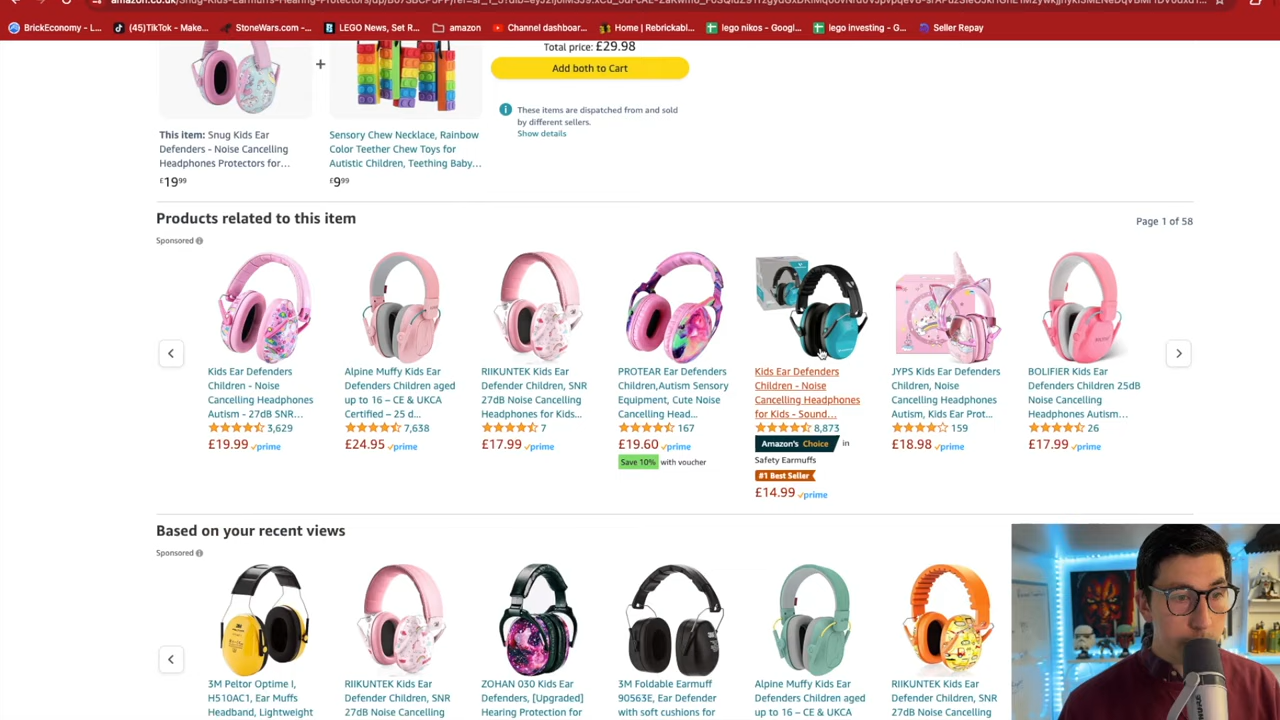 BrickEconomy - L...
(45)TikTok - Make...
StoneWars.com -...
LEGO News, Set R...
amazon
Channel dashboar...
Home | Rebrickabl...
lego nikos - Googl...
lego investing - G...
Seller Repay
Total price: £29.98
Add both to Cart
These items are dispatched from and sold
by different sellers.
Show details
This item: Snug Kids Ear
Defenders - Noise Cancelling
Headphones Protectors for...
£19⁹⁹
Sensory Chew Necklace, Rainbow
Color Teether Chew Toys for
Autistic Children, Teething Baby...
£9⁹⁹
Products related to this item
Page 1 of 58
Sponsored
Kids Ear Defenders
Children - Noise
Cancelling Headphones
Autism - 27dB SNR...
3,629
£19.99 prime
Alpine Muffy Kids Ear
Defenders Children aged
up to 16 – CE & UKCA
Certified – 25 d...
7,638
£24.95 prime
RIIKUNTEK Kids Ear
Defender Children, SNR
27dB Noise Cancelling
Headphones for Kids...
7
£17.99 prime
PROTEAR Ear Defenders
Children,Autism Sensory
Equipment, Cute Noise
Cancelling Head...
167
£19.60 prime
Save 10% with voucher
Kids Ear Defenders
Children - Noise
Cancelling Headphones
for Kids - Sound...
8,873
Amazon's Choice in
Safety Earmuffs
#1 Best Seller
£14.99 prime
JYPS Kids Ear Defenders
Children, Noise
Cancelling Headphones
Autism, Kids Ear Prot...
159
£18.98 prime
BOLIFIER Kids Ear
Defenders Children 25dB
Noise Cancelling
Headphones Autism...
26
£17.99 prime
Based on your recent views
Sponsored
3M Peltor Optime I,
H510AC1, Ear Muffs
Headband, Lightweight
RIIKUNTEK Kids Ear
Defender Children, SNR
27dB Noise Cancelling
ZOHAN 030 Kids Ear
Defenders, [Upgraded]
Hearing Protection for
3M Foldable Earmuff
90563E, Ear Defender
with soft cushions for
Alpine Muffy Kids Ear
Defenders Children aged
up to 16 – CE & UKCA
RIIKUNTEK Kids Ear
Defender Children, SNR
27dB Noise Cancelling